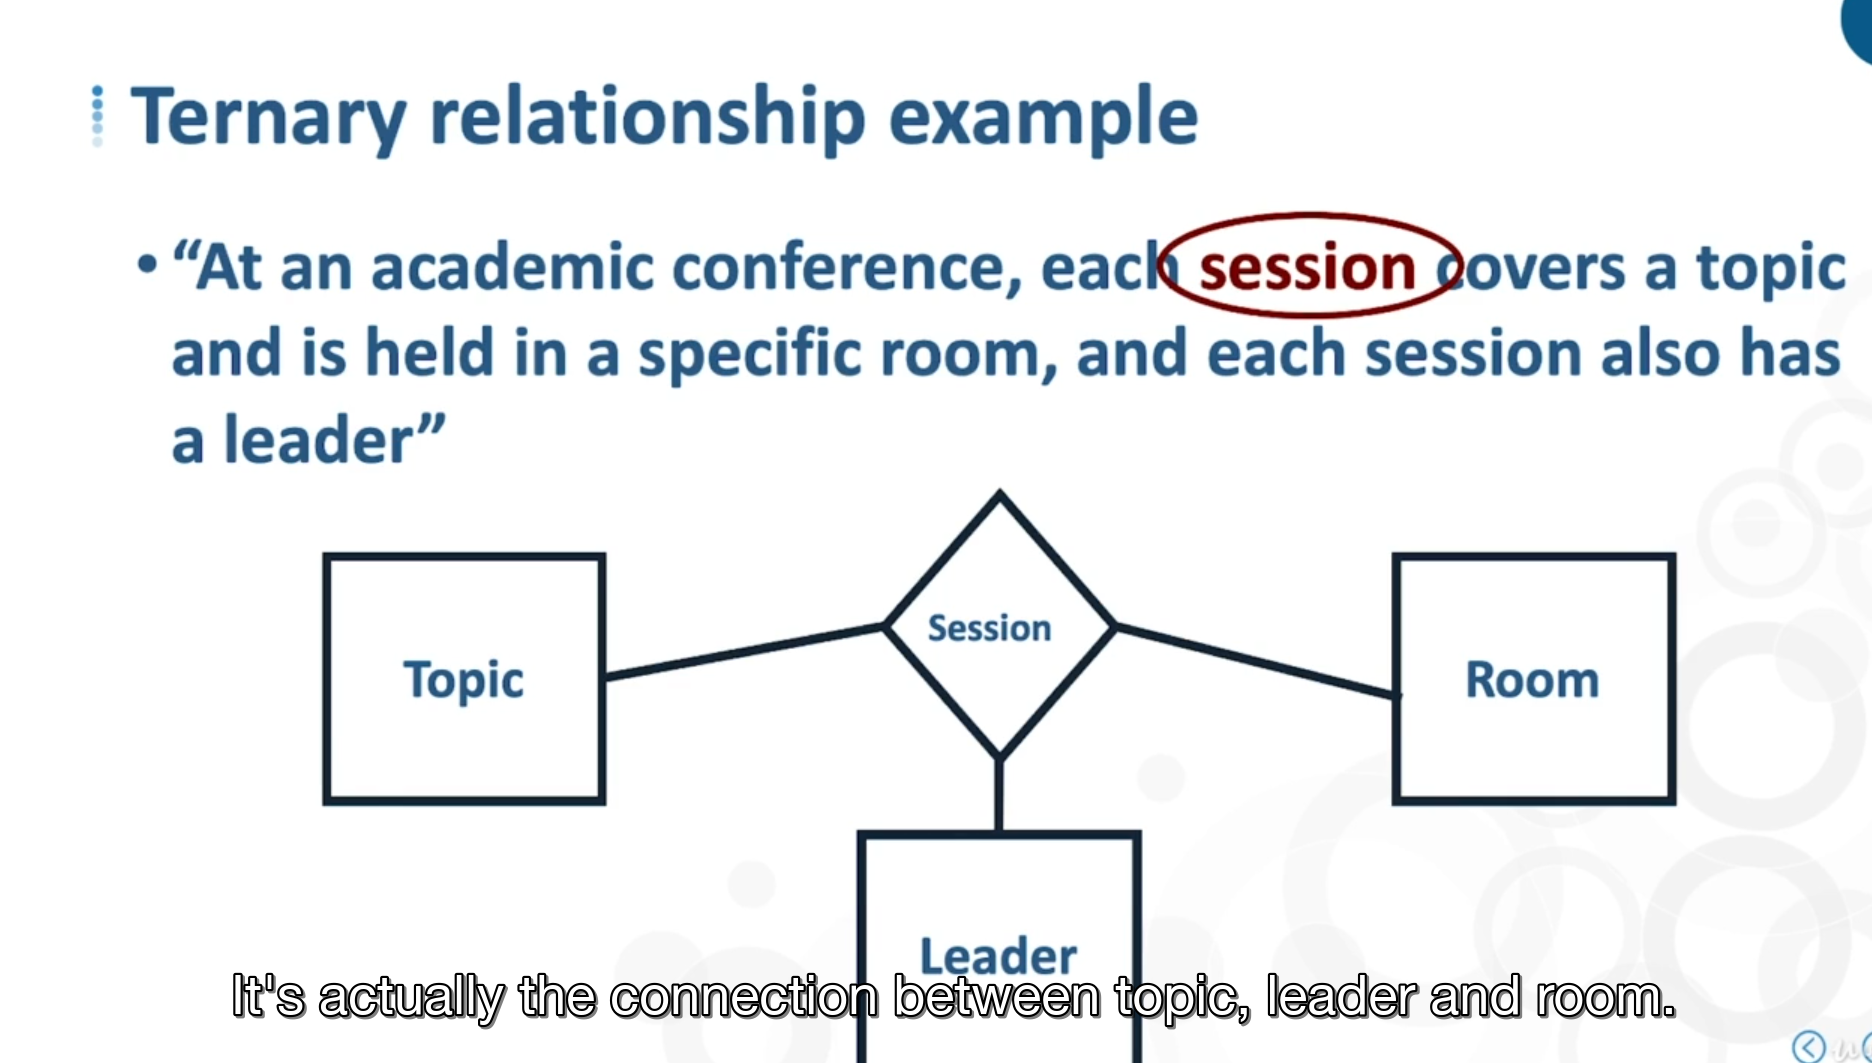 Ternary relationship example
• “At an academic conference, each session covers a topic
and is held in a specific room, and each session also has
a leader”
Session
Topic
Room
Leader
It's actually the connection between topic, leader and room.